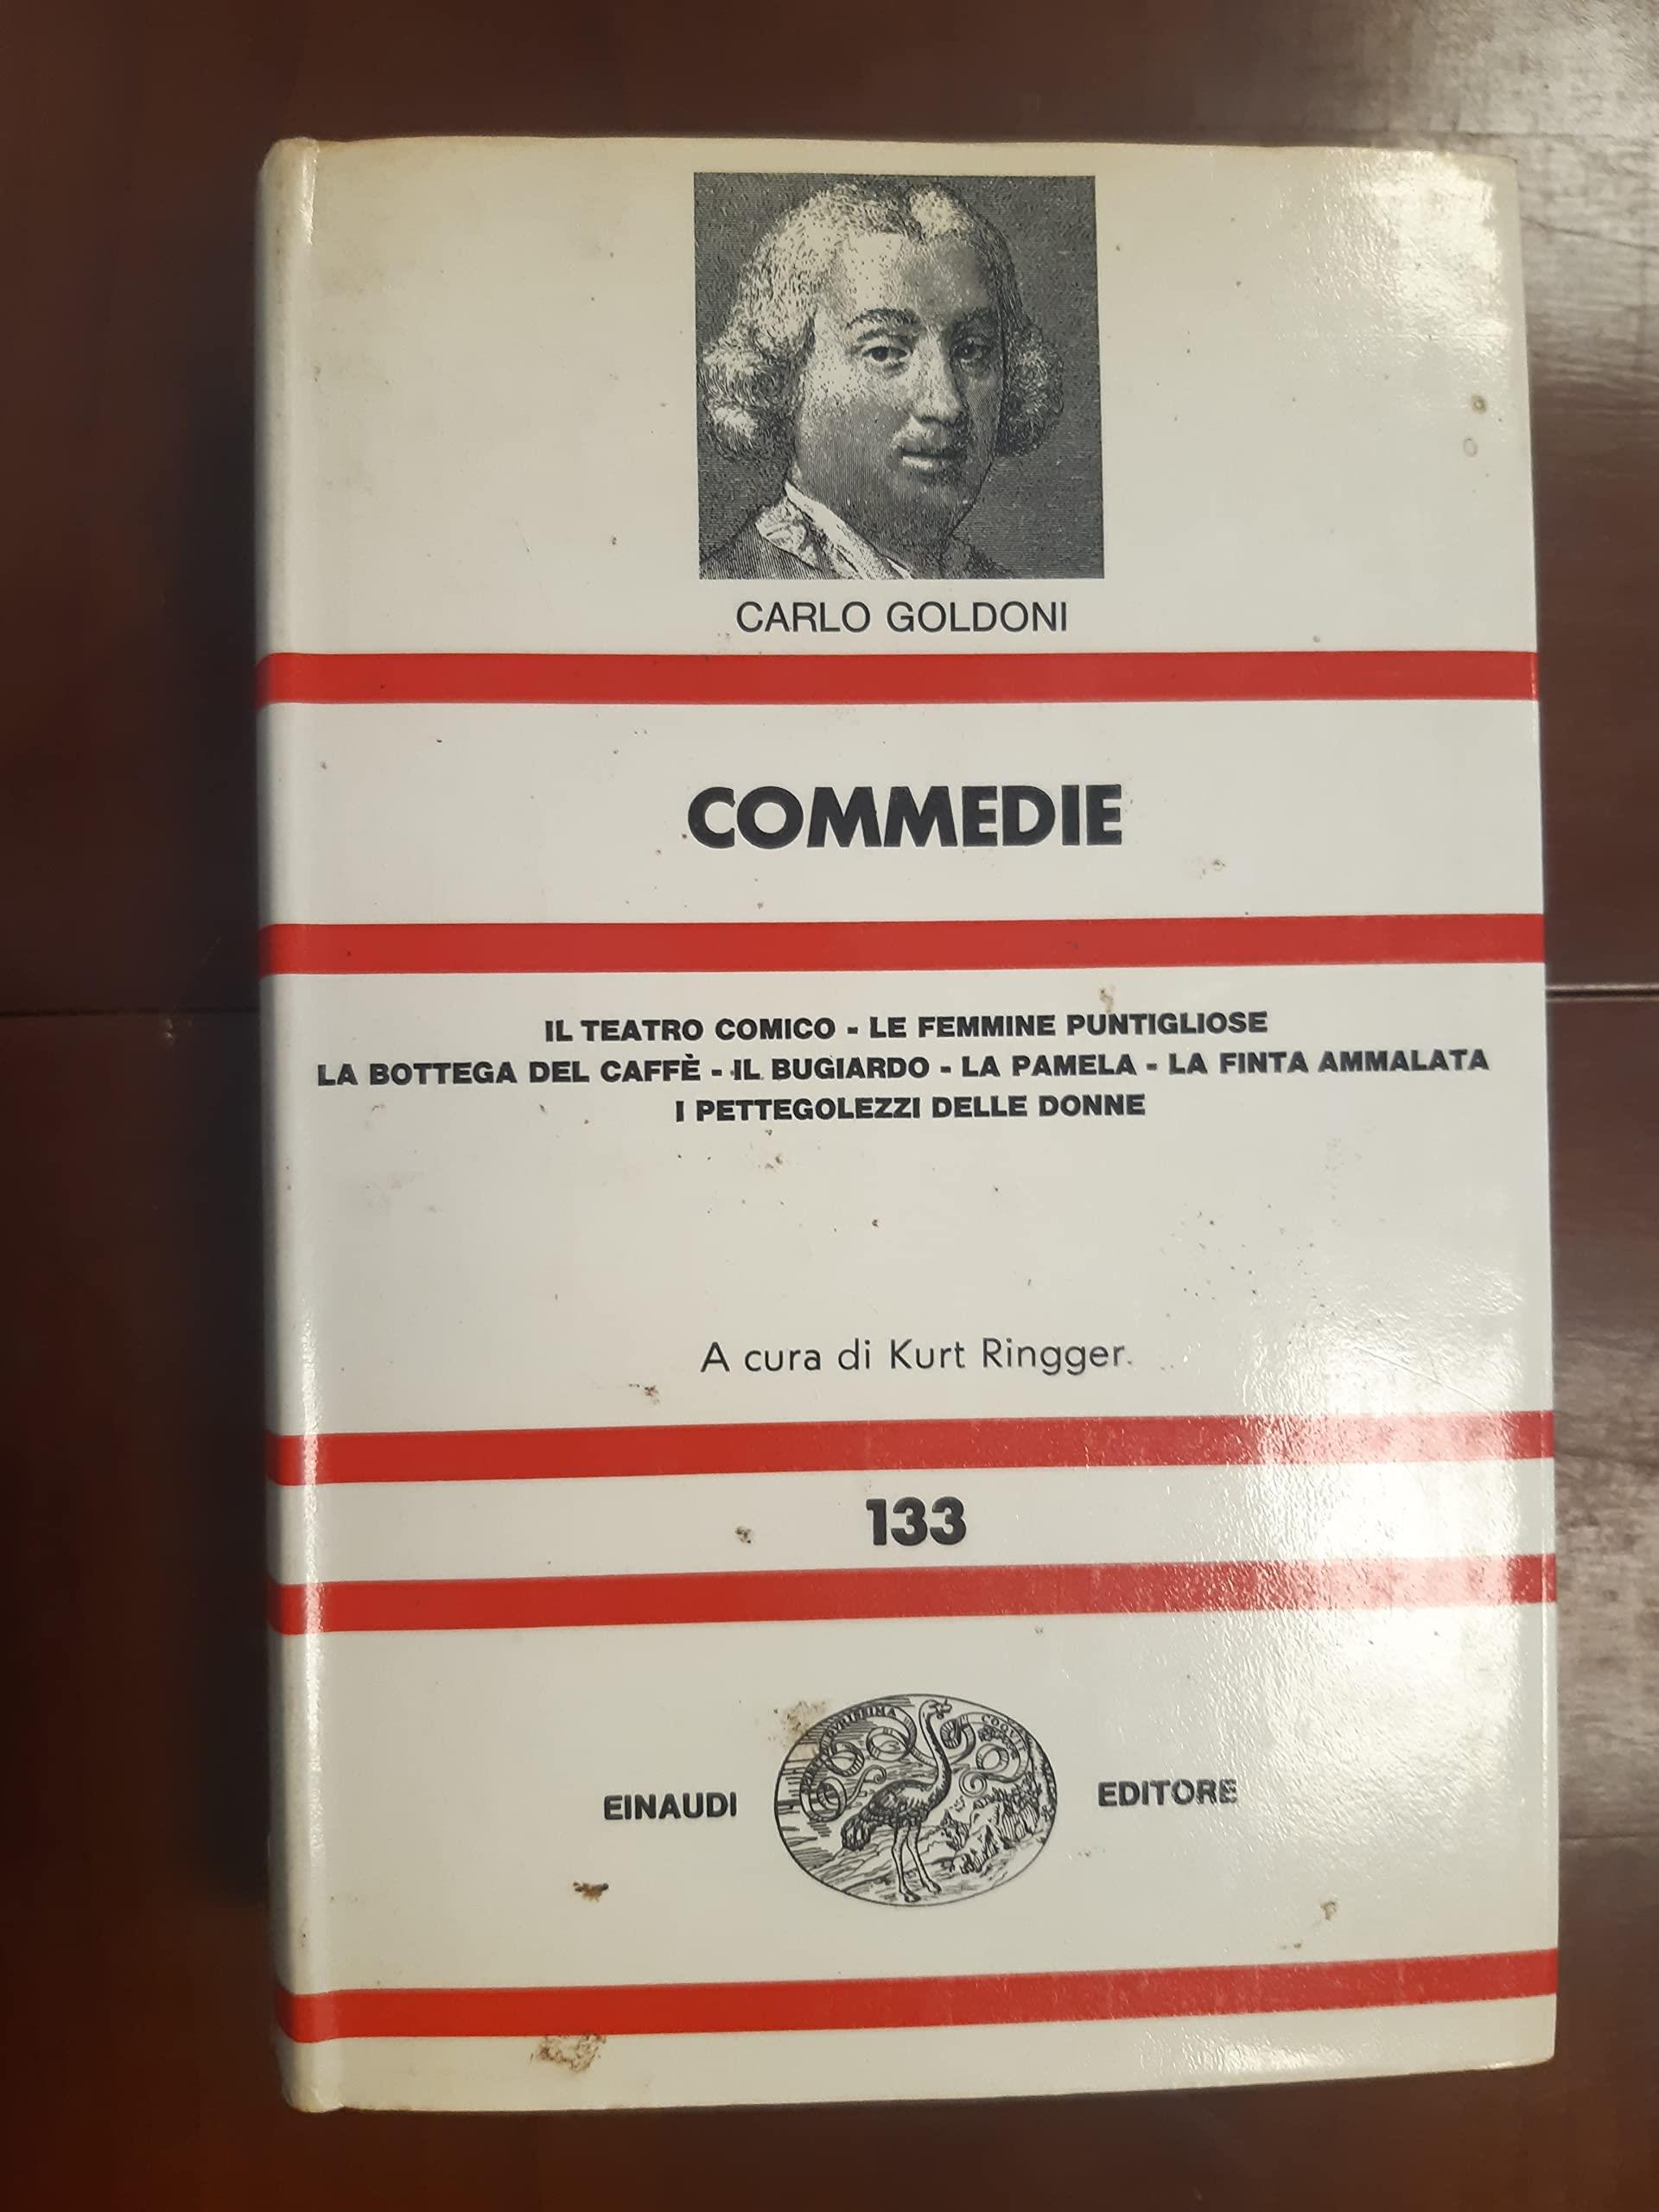 CARLO GOLDONI
COMMEDIE
IL TEATRO COMICO - LE FEMMINE PUNTIGLIOSE
LA BOTTEGA DEL CAFFÈ - IL BUGIARDO - LA PAMELA - LA FINTA AMMALATA
I PETTEGOLEZZI DELLE DONNE
A cura di Kurt Ringger
133
EINAUDI EDITORE